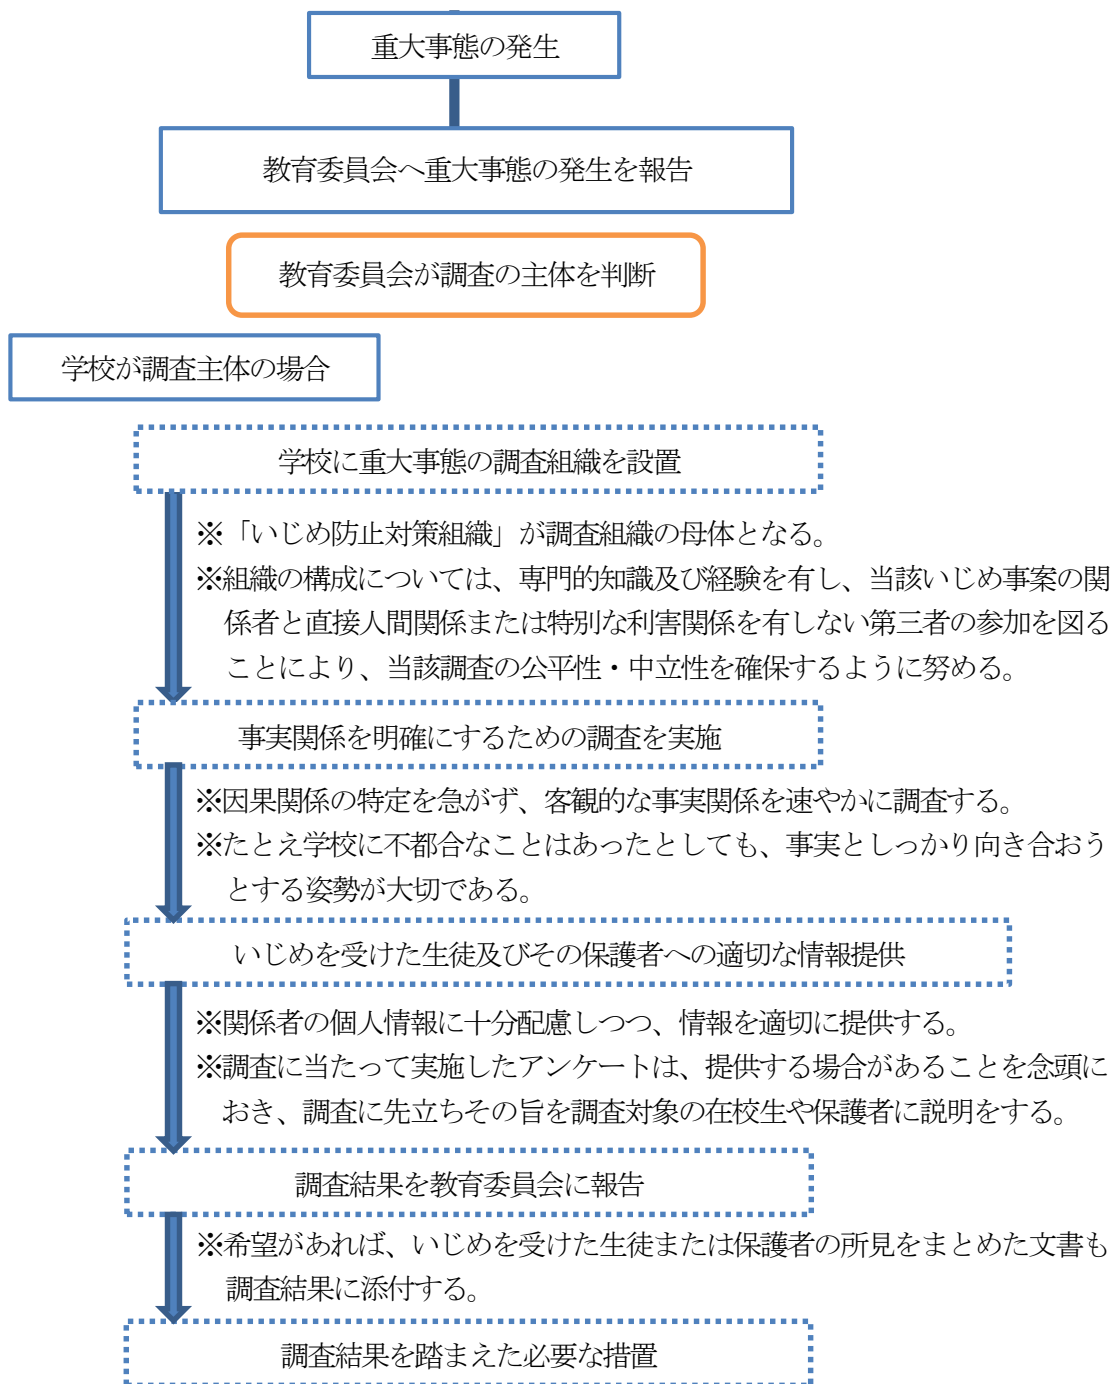 重大事態の発生
教育委員会へ重大事態の発生を報告
教育委員会が調査の主体を判断
学校が調査主体の場合
学校に重大事態の調査組織を設置
※「いじめ防止対策組織」が調査組織の母体となる。
※組織の構成については、専門的知識及び経験を有し、当該いじめ事案の関
係者と直接人間関係または特別な利害関係を有しない第三者の参加を図る
ことにより、当該調査の公平性・中立性を確保するように努める。
事実関係を明確にするための調査を実施
※因果関係の特定を急がず、客観的な事実関係を速やかに調査する。
※たとえ学校に不都合なことはあったとしても、事実としっかり向き合おう
とする姿勢が大切である。
いじめを受けた生徒及びその保護者への適切な情報提供
※関係者の個人情報に十分配慮しつつ、情報を適切に提供する。
※調査に当たって実施したアンケートは、提供する場合があることを念頭に
おき、調査に先立ちその旨を調査対象の在校生や保護者に説明をする。
調査結果を教育委員会に報告
※希望があれば、いじめを受けた生徒または保護者の所見をまとめた文書も
調査結果に添付する。
調査結果を踏まえた必要な措置